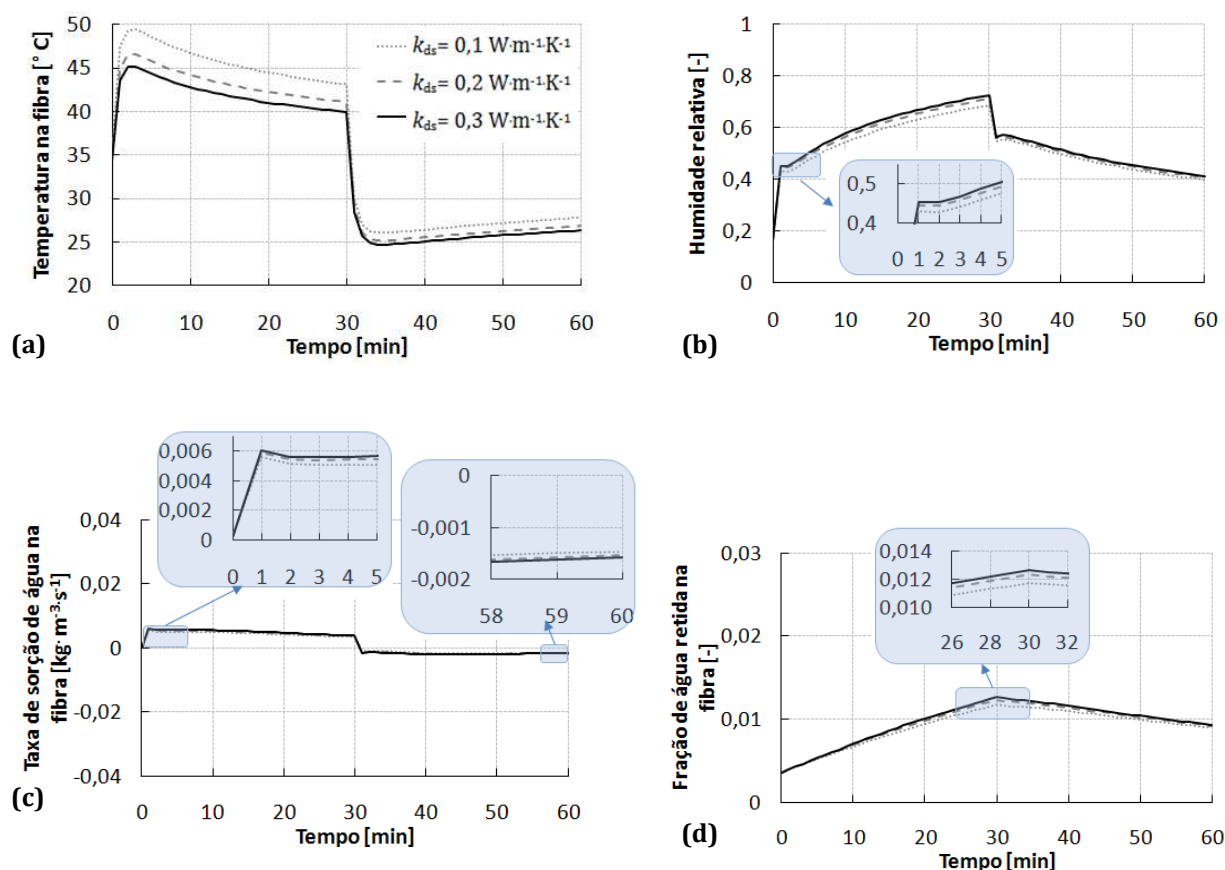 Temperatura na fibra [° C]
50
45
40
35
30
25
20
kds= 0,1 W·m-1·K-1
kds= 0,2 W·m-1·K-1
kds= 0,3 W·m-1·K-1
0 10 20 30 40 50 60
Tempo [min]
(a)
Humidade relativa [-]
1
0,8
0,6
0,4
0,2
0
0,5
0,4
0 1 2 3 4 5
0 10 20 30 40 50 60
Tempo [min]
(b)
Taxa de sorção de água na
fibra [kg·m-3·s-1]
0,04
0,02
0
-0,02
-0,04
0,006
0,004
0,002
0
0 1 2 3 4 5
0
-0,001
-0,002
58 59 60
0 10 20 30 40 50 60
Tempo [min]
(c)
Fração de água retida na
fibra [-]
0,03
0,02
0,01
0
0,014
0,012
0,010
26 28 30 32
0 10 20 30 40 50 60
Tempo [min]
(d)